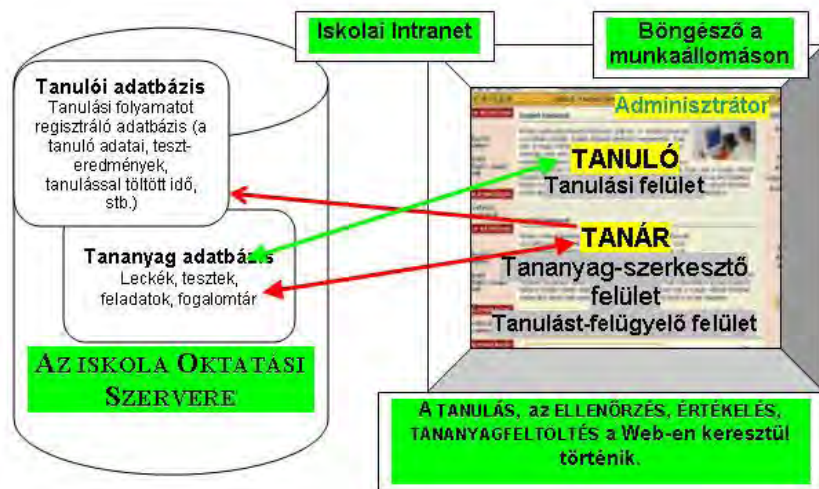 Iskolai Intranet
Böngésző a
munkaállomáson
Tanulói adatbázis
Tanulási folyamatot
regisztráló adatbázis (a
tanuló adatai, teszt-
eredmények,
tanulással töltött idő,
stb.)
Tananyag adatbázis
Leckék, tesztek,
feladatok, fogalomtár
AZ ISKOLA OKTATÁSI
SZERVERE
Adminisztrátor
TANULÓ
Tanulási felület
TANÁR
Tananyag-szerkesztő
felület
Tanulást-felügyelő felület
A TANULÁS, az ELLENŐRZÉS, ÉRTÉKELÉS,
TANANYAGFELTÖLTÉS a Web-en keresztül
történik.